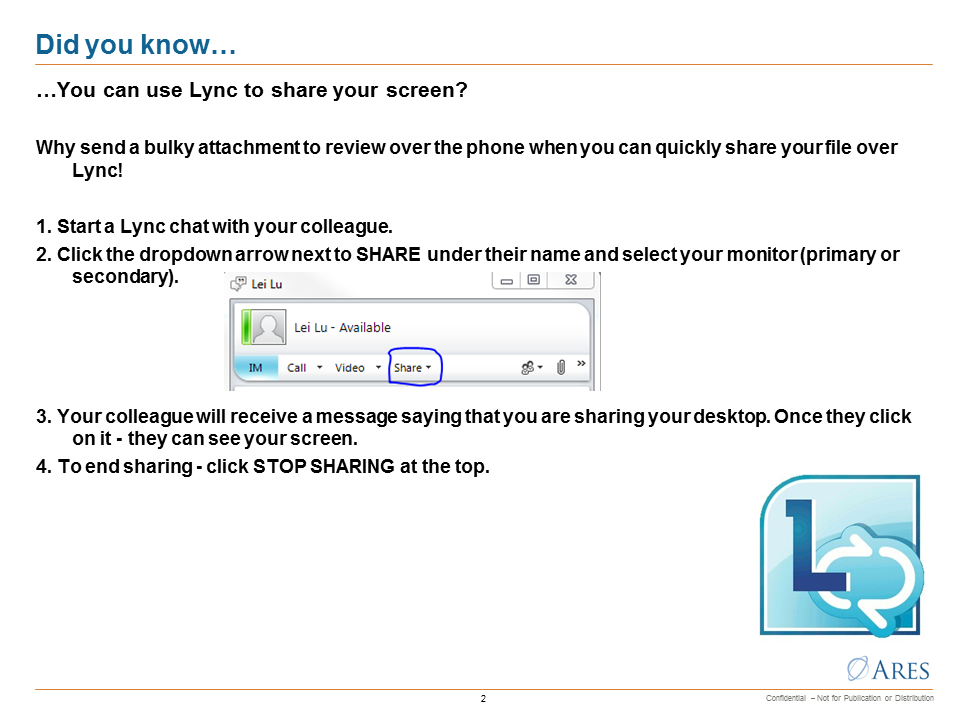 Did you know…
…You can use Lync to share your screen?
Why send a bulky attachment to review over the phone when you can quickly share your file over
Lync!
1. Start a Lync chat with your colleague.
2. Click the dropdown arrow next to SHARE under their name and select your monitor (primary or
secondary).
Lei Lu
Lei Lu - Available
IM Call Video Share
3. Your colleague will receive a message saying that you are sharing your desktop. Once they click
on it - they can see your screen.
4. To end sharing - click STOP SHARING at the top.
L
ARES
2
Confidential – Not for Publication or Distribution